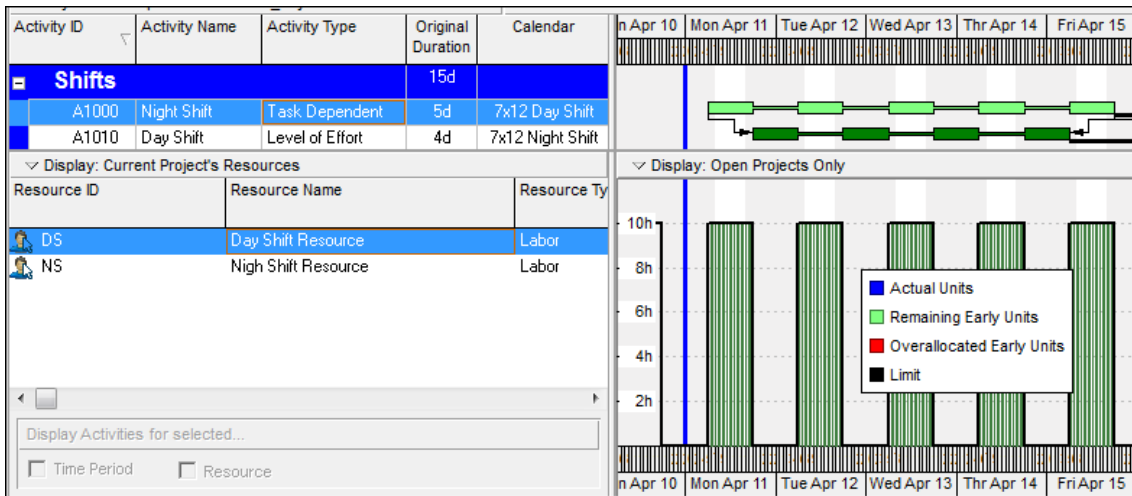 Activity ID Activity Name Activity Type Original Duration Calendar
n Apr 10 Mon Apr 11 Tue Apr 12 Wed Apr 13 Thr Apr 14 Fri Apr 15
Shifts 15d
A1000 Night Shift Task Dependent 5d 7x12 Day Shift
A1010 Day Shift Level of Effort 4d 7x12 Night Shift
Display: Current Project's Resources
Display: Open Projects Only
Resource ID Resource Name Resource Ty
DS Day Shift Resource Labor
NS Nigh Shift Resource Labor
10h
8h
6h
4h
2h
Actual Units
Remaining Early Units
Overallocated Early Units
Limit
Display Activities for selected...
Time Period Resource
n Apr 10 Mon Apr 11 Tue Apr 12 Wed Apr 13 Thr Apr 14 Fri Apr 15